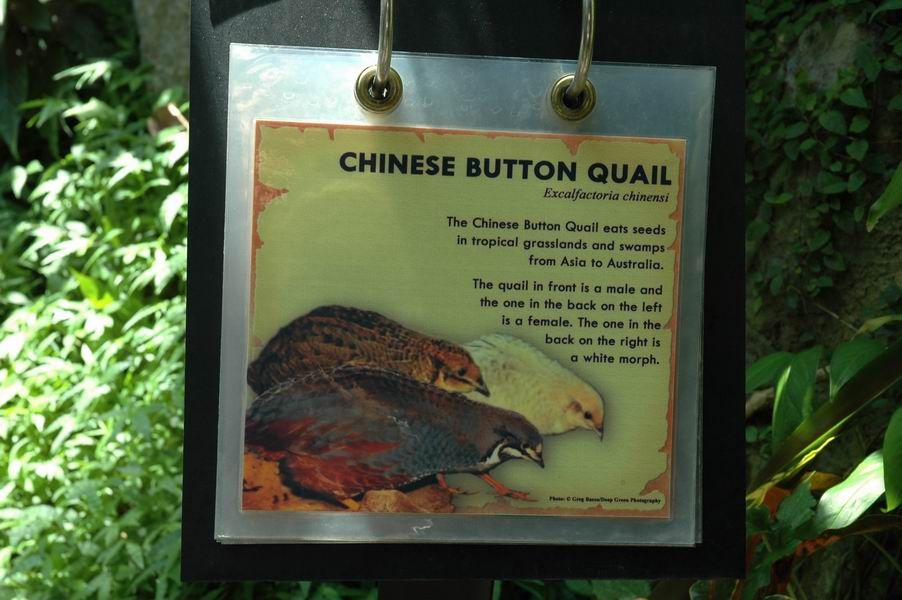 CHINESE BUTTON QUAIL
Excalfactoria chinensi
The Chinese Button Quail eats seeds
in tropical grasslands and swamps
from Asia to Australia.
The quail in front is a male and
the one in the back on the left
is a female. The one in the
back on the right is
a white morph.
Photo: © Greg Basco/Deep Green Photography